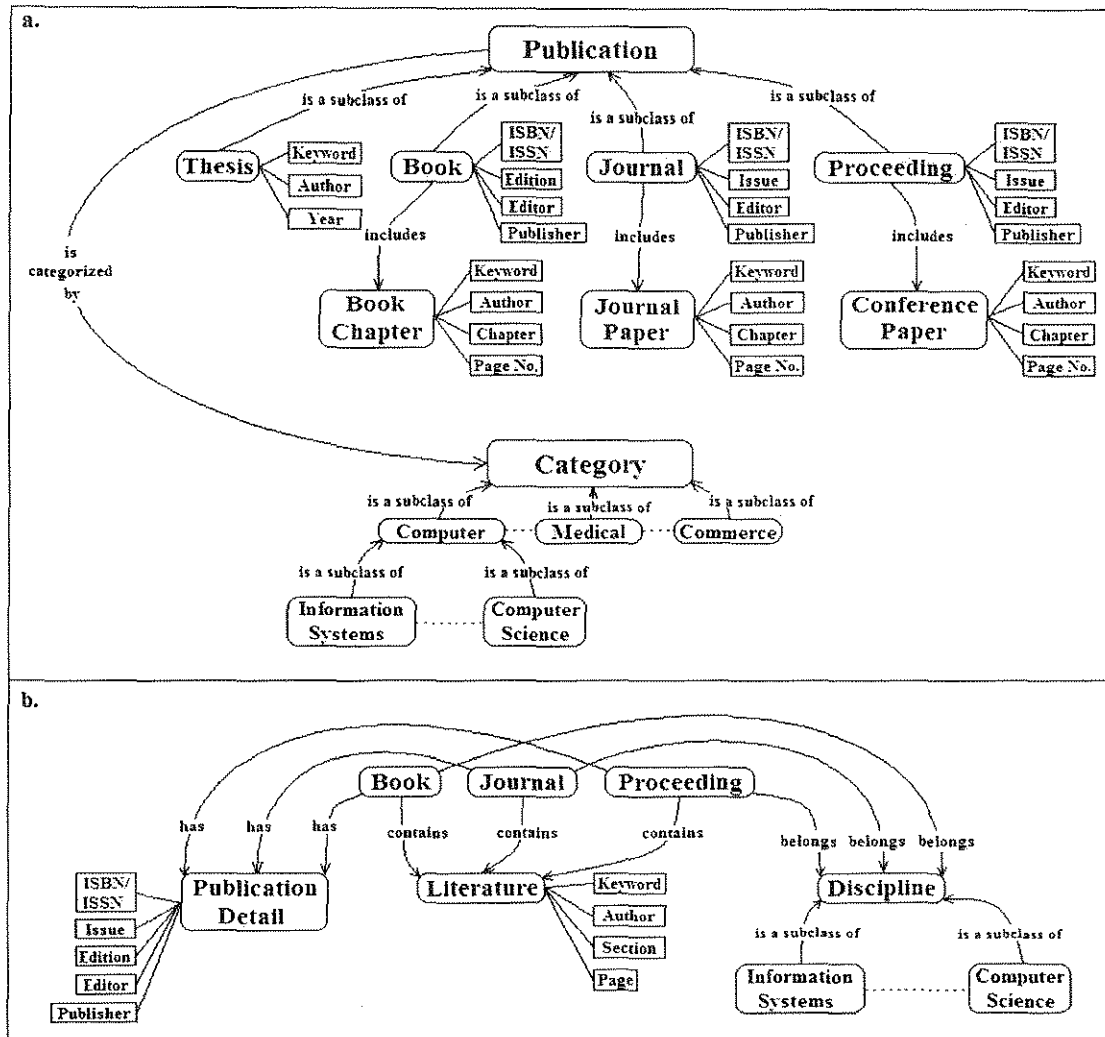 a.
Publication
is a subclass of
is a subclass of
is a subclass of
is a subclass of
Thesis
Keyword
Author
Year
Book
ISBN/
ISSN
Edition
Editor
Publisher
Journal
ISBN/
ISSN
Issue
Editor
Publisher
Proceeding
ISBN/
ISSN
Issue
Editor
Publisher
is
categorized
by
includes
includes
includes
Book
Chapter
Keyword
Author
Chapter
Page No.
Journal
Paper
Keyword
Author
Chapter
Page No.
Conference
Paper
Keyword
Author
Chapter
Page No.
Category
is a subclass of
is a subclass of
is a subclass of
Computer
Medical
Commerce
is a subclass of
is a subclass of
Information
Systems
Computer
Science
b.
Book
Journal
Proceeding
has
has
has
contains
contains
contains
belongs
belongs
belongs
Publication
Detail
ISBN/
ISSN
Issue
Edition
Editor
Publisher
Literature
Keyword
Author
Section
Page
Discipline
is a subclass of
is a subclass of
Information
Systems
Computer
Science